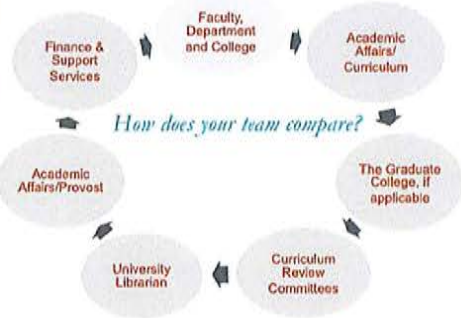 Faculty,
Department
and College
Academic
Affairs/
Curriculum
The Graduate
College, if
applicable
Curriculum
Review
Committees
University
Librarian
Academic
Affairs/Provost
Finance &
Support
Services
How does your team compare?